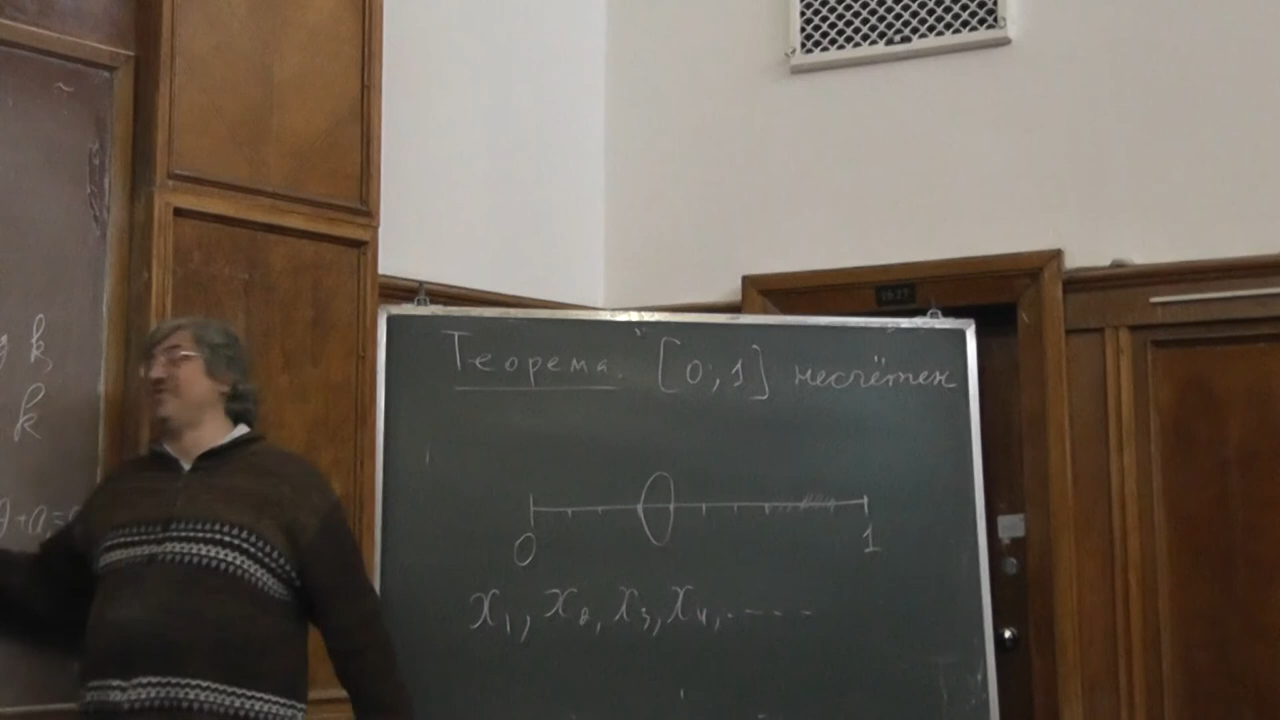 k
k
+a=
Теорема. [0;1] несчётен
0 1
x₁, x₂, x₃, x₄, .----